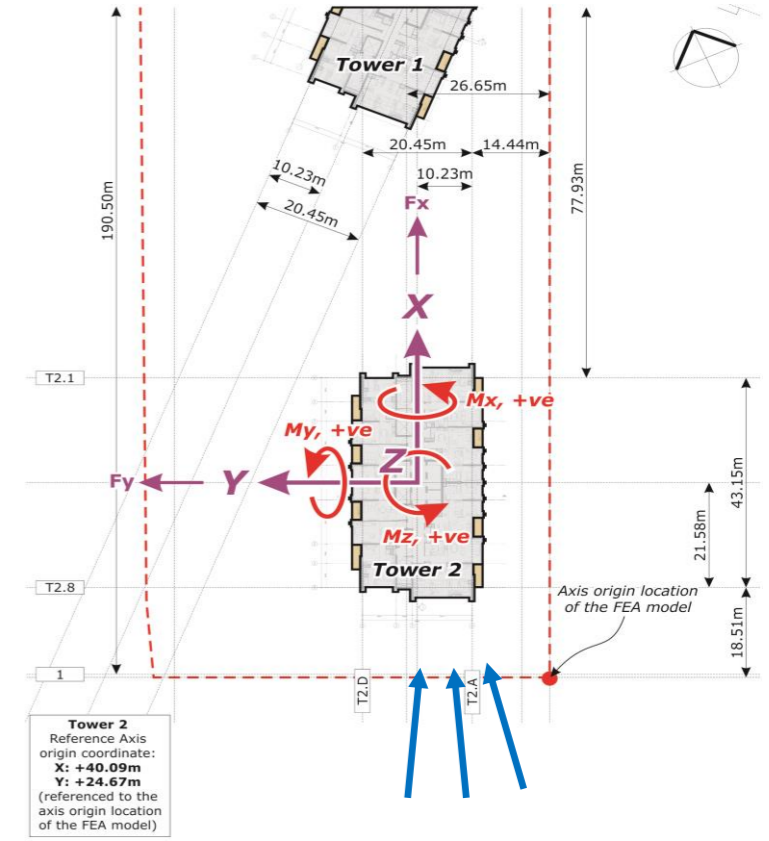 Tower 1
26.65m
20.45m
14.44m
10.23m
10.23m
20.45m
190.50m
77.93m
Fx
X
T2.1
Mx, +ve
My, +ve
Z
Fy
Y
Mz, +ve
43.15m
21.58m
Tower 2
T2.8
Axis origin location
of the FEA model
18.51m
1
T2.D
T2.A
Tower 2
Reference Axis
origin coordinate:
X: +40.09m
Y: +24.67m
(referenced to the
axis origin location
of the FEA model)